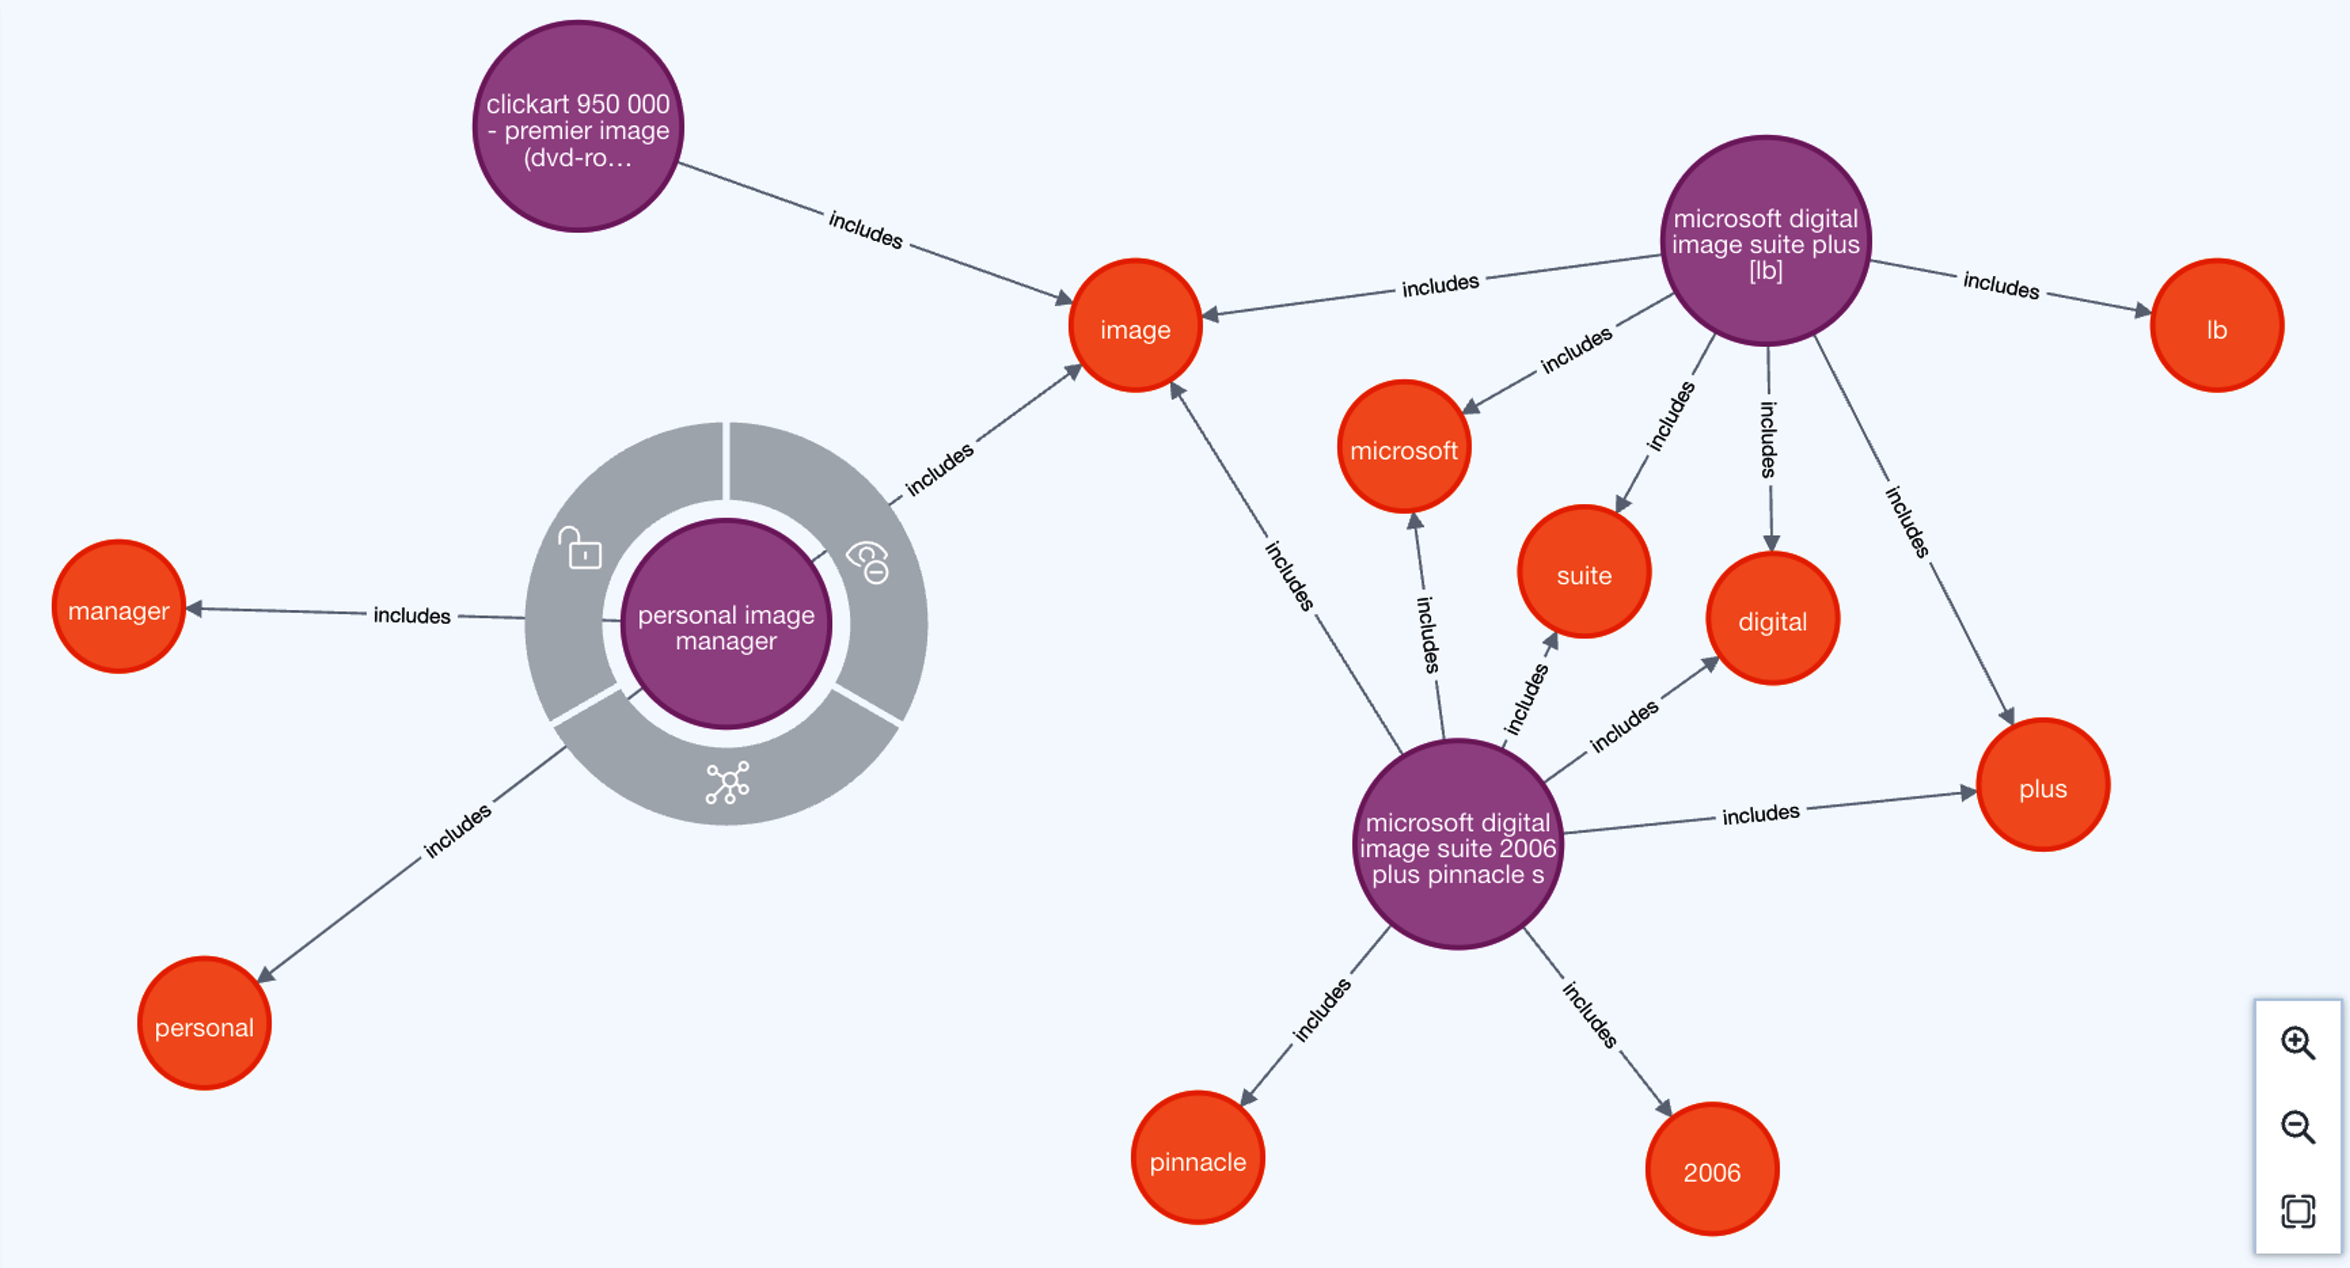 clickart 950 000
- premier image
(dvd-ro...
includes
microsoft digital
image suite plus
[lb]
includes
includes
lb
image
includes
includes
includes
includes
includes
microsoft
suite
digital
includes
includes
manager
includes
personal image
manager
includes
includes
includes
includes
plus
includes
personal
microsoft digital
image suite 2006
plus pinnacle s
includes
includes
pinnacle
2006